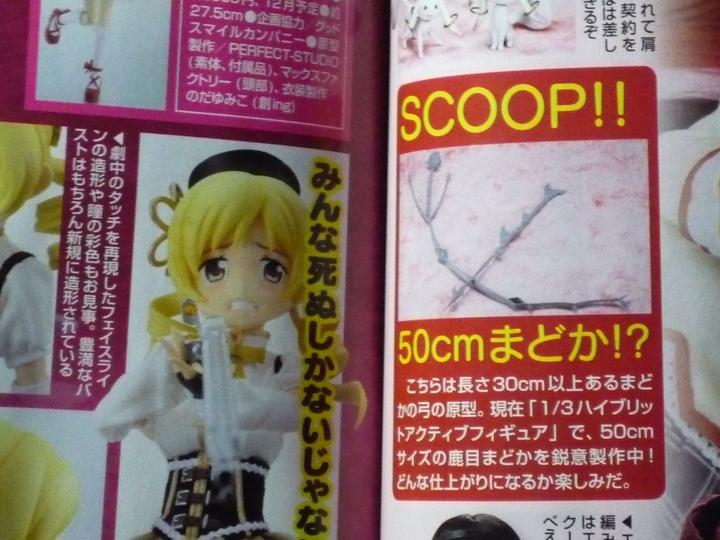 12月予定●約
27.5cm●企画協力／グッド
スマイルカンパニー●原型
製作／PERFECT-STUDIO
(素体、付属品)、マックスファ
クトリー(頭部)、衣装製作
のだゆみこ(創ing)
◀劇中のタッチを再現したフェイスライ
ンの造形や瞳の彩色もお見事。豊満なバ
ストはもちろん新規に造形されている
みんな死ぬしかないじゃな
れて肩
契約を
はは差し
きるぞ
SCOOP!!
50cmまどか!?
こちらは長さ30cm以上あるまど
かの弓の原型。現在「1/3ハイブリッ
トアクティブフィギュア」で、50cm
サイズの鹿目まどかを鋭意製作中！
どんな仕上がりになるか楽しみだ。
編み
はエ
クー
べえ